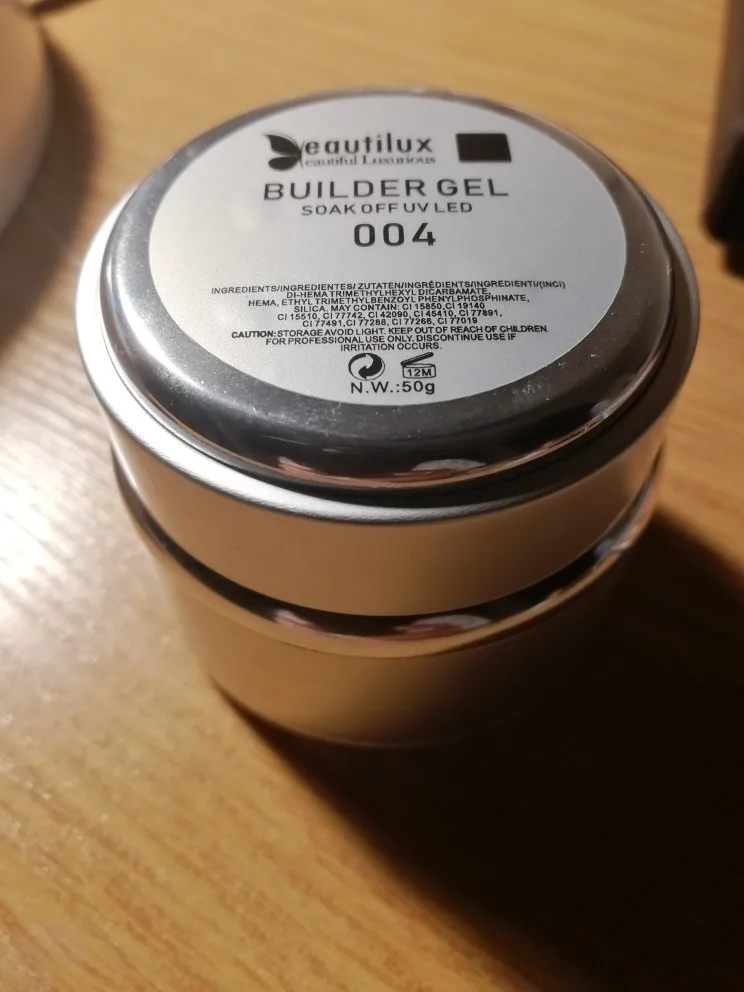 eautilux
eautiful Luxurious
BUILDER GEL
SOAK OFF UV LED
004
INGREDIENTS/INGREDIENTES/ ZUTATEN/INGRÉDIENTS/INGREDIENTI/(INCI)
DI-HEMA TRIMETHYLHEXYL DICARBAMATE,
HEMA, ETHYL TRIMETHYLBENZOYL PHENYLPHOSPHINATE,
SILICA. MAY CONTAIN: CI 15850, CI 19140
CI 15510, CI 77742, CI 42090, CI 45410, CI 77891,
CI 77491, CI 77288, CI 77266, CI 77019
CAUTION: STORAGE AVOID LIGHT. KEEP OUT OF REACH OF CHILDREN.
FOR PROFESSIONAL USE ONLY. DISCONTINUE USE IF
IRRITATION OCCURS.
12M
N.W.:50g